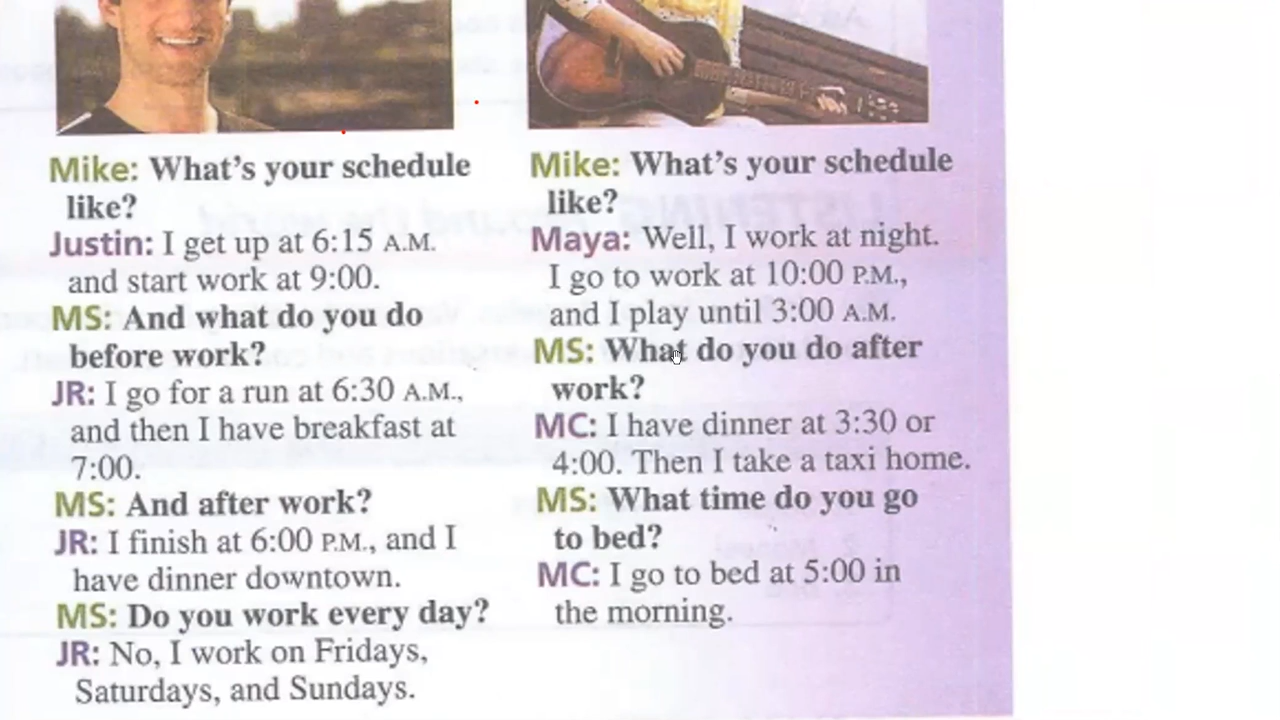 Mike: What's your schedule
like?
Justin: I get up at 6:15 A.M.
and start work at 9:00.
MS: And what do you do
before work?
JR: I go for a run at 6:30 A.M.,
and then I have breakfast at
7:00.
MS: And after work?
JR: I finish at 6:00 P.M., and I
have dinner downtown.
MS: Do you work every day?
JR: No, I work on Fridays,
Saturdays, and Sundays.
Mike: What's your schedule
like?
Maya: Well, I work at night.
I go to work at 10:00 P.M.,
and I play until 3:00 A.M.
MS: What do you do after
work?
MC: I have dinner at 3:30 or
4:00. Then I take a taxi home.
MS: What time do you go
to bed?
MC: I go to bed at 5:00 in
the morning.